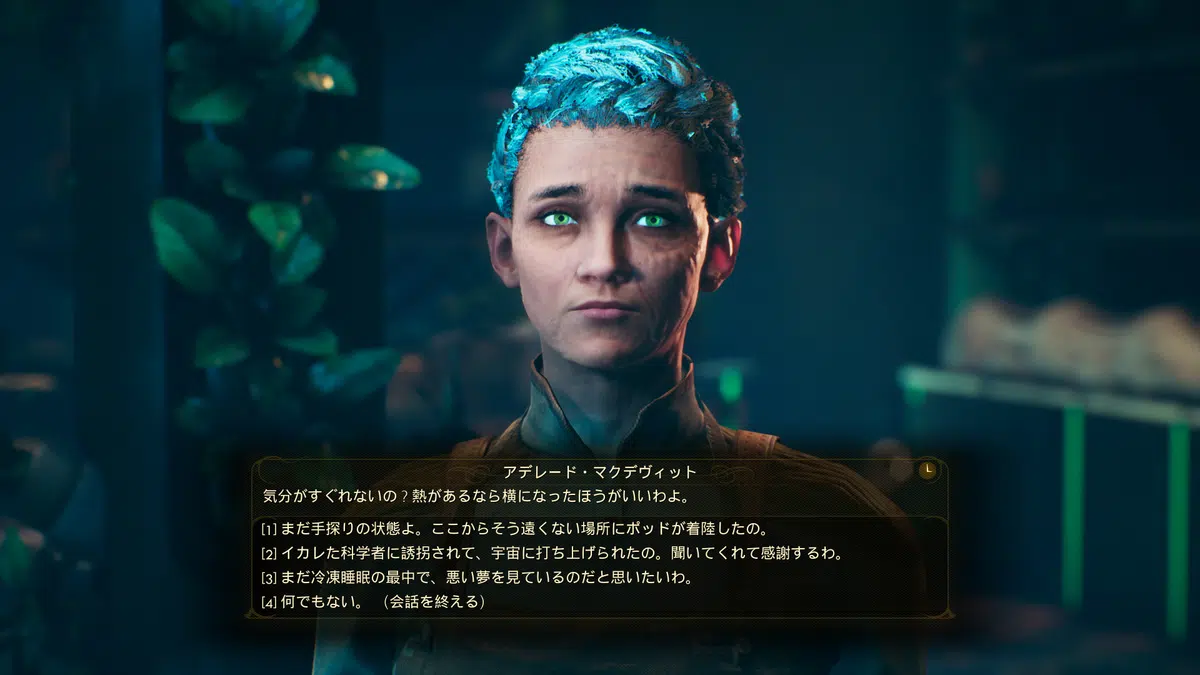 アデレード・マクデヴィット
気分がすぐれないの？熱があるなら横になったほうがいいわよ。
[1] まだ手探りの状態よ。ここからそう遠くない場所にポッドが着陸したの。
[2] イカレた科学者に誘拐されて、宇宙に打ち上げられたの。聞いてくれて感謝するわ。
[3] まだ冷凍睡眠の最中で、悪い夢を見ているのだと思いたいわ。
[4] 何でもない。 （会話を終える）